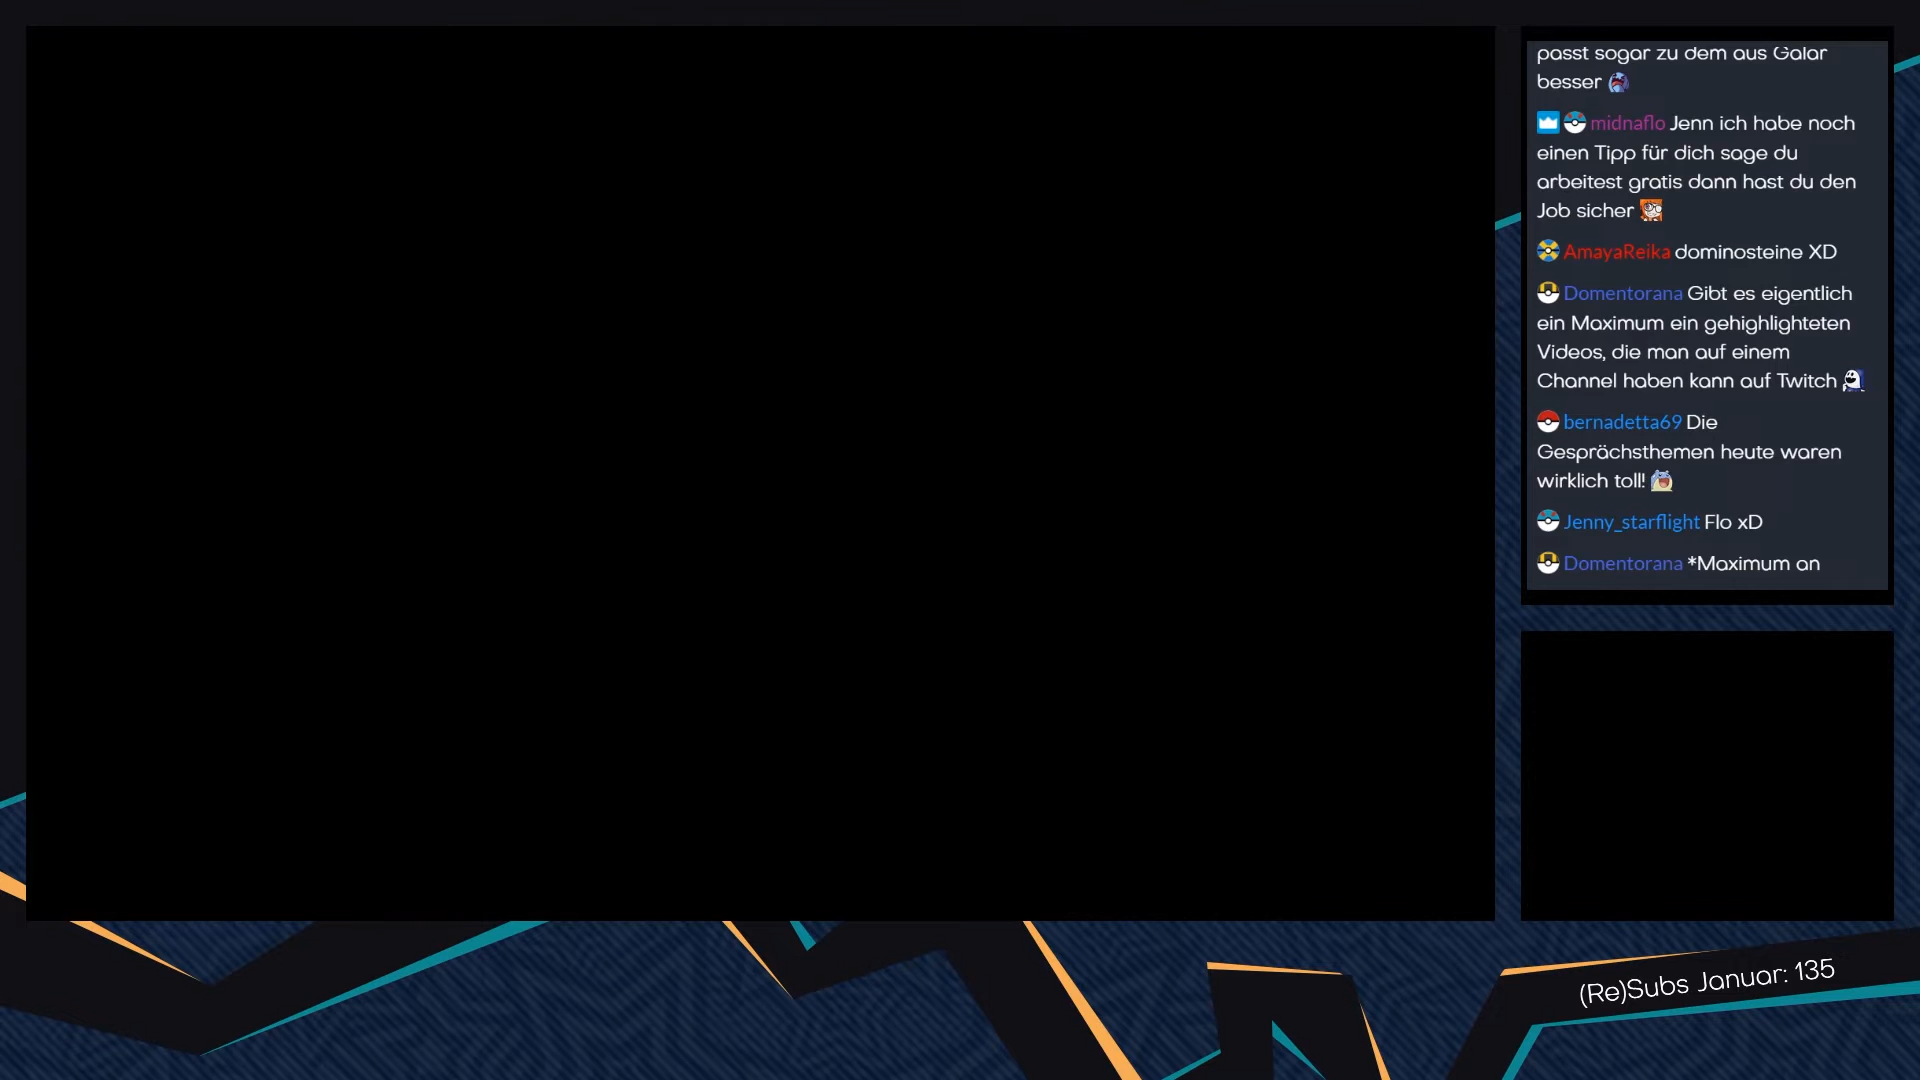 passt sogar zu dem aus Galar
besser
midnaflo Jenn ich habe noch
einen Tipp für dich sage du
arbeitest gratis dann hast du den
Job sicher
AmayaReika dominosteine XD
Domentorana Gibt es eigentlich
ein Maximum ein gehighlighteten
Videos, die man auf einem
Channel haben kann auf Twitch
bernadetta69 Die
Gesprächsthemen heute waren
wirklich toll!
Jenny_starflight Flo xD
Domentorana *Maximum an
(Re)Subs Januar: 135